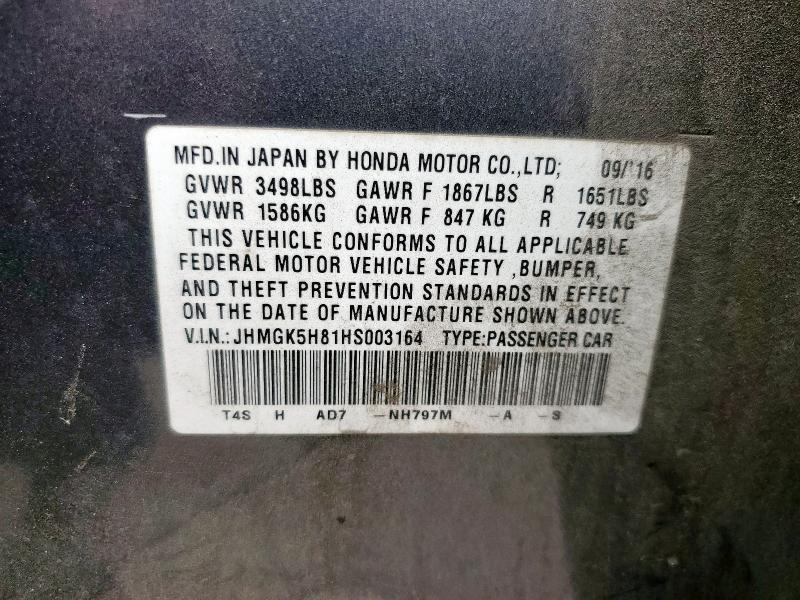 MFD.IN JAPAN BY HONDA MOTOR CO.,LTD; 09/'16
GVWR 3498LBS GAWR F 1867LBS R 1651LBS
GVWR 1586KG GAWR F 847 KG R 749 KG
THIS VEHICLE CONFORMS TO ALL APPLICABLE
FEDERAL MOTOR VEHICLE SAFETY ,BUMPER,
AND THEFT PREVENTION STANDARDS IN EFFECT
ON THE DATE OF MANUFACTURE SHOWN ABOVE.
V.I.N.:JHMGK5H81HS003164 TYPE:PASSENGER CAR
T4S H AD7 -NH797M -A -S